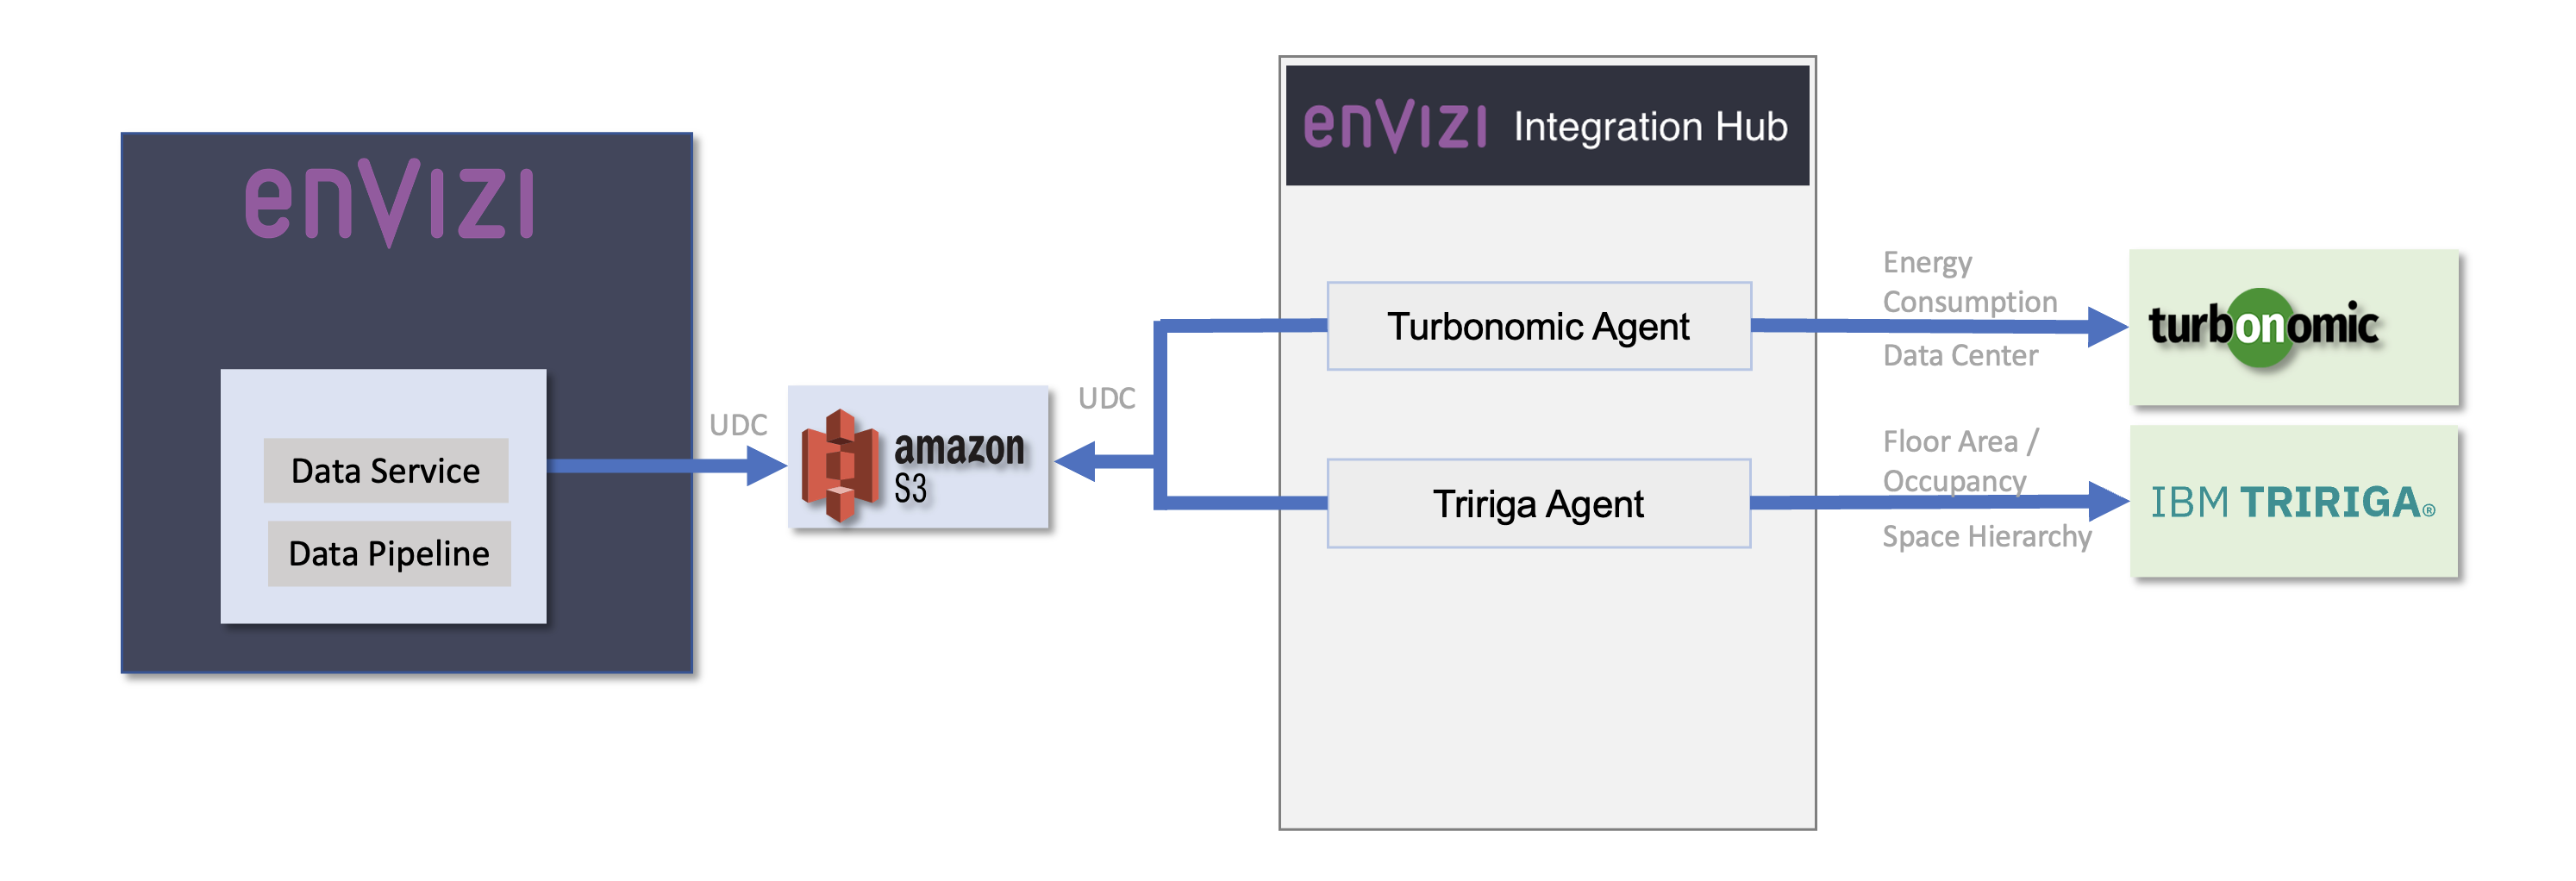 enVIZI
Data Service
Data Pipeline
UDC
amazon
S3
UDC
enVIZI Integration Hub
Turbonomic Agent
Tririga Agent
Energy
Consumption
Data Center
Floor Area /
Occupancy
Space Hierarchy
turbonomic
IBM TRIRIGA®